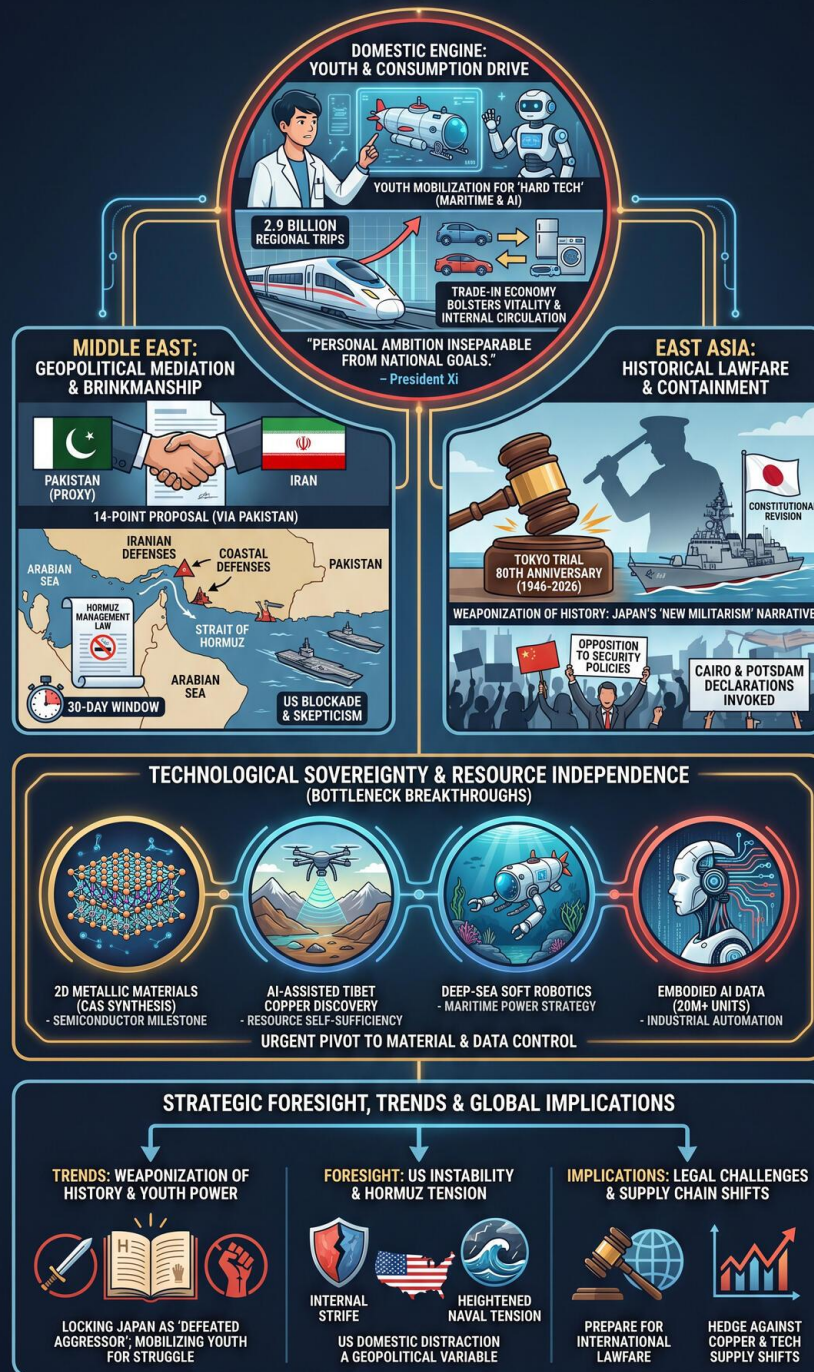 DOMESTIC ENGINE:
YOUTH & CONSUMPTION DRIVE
YOUTH MOBILIZATION FOR 'HARD TECH'
(MARITIME & AI)
2.9 BILLION
REGIONAL TRIPS
TRADE-IN ECONOMY
BOLSTERS VITALITY &
INTERNAL CIRCULATION
"PERSONAL AMBITION INSEPARABLE
FROM NATIONAL GOALS."
– President Xi
MIDDLE EAST:
GEOPOLITICAL MEDIATION
& BRINKMANSHIP
PAKISTAN
(PROXY)
IRAN
14-POINT PROPOSAL (VIA PAKISTAN)
IRANIAN
DEFENSES
COASTAL
DEFENSES
PAKISTAN
ARABIAN
SEA
HORMUZ
MANAGEMENT
LAW
STRAIT OF
HORMUZ
ARABIAN
SEA
30-DAY WINDOW
US BLOCKADE
& SKEPTICISM
EAST ASIA:
HISTORICAL LAWFARE
& CONTAINMENT
CONSTITUTIONAL
REVISION
TOKYO TRIAL
80TH ANNIVERSARY
(1946-2026)
WEAPONIZATION OF HISTORY: JAPAN'S 'NEW MILITARISM' NARRATIVE
OPPOSITION
TO SECURITY
POLICIES
CAIRO & POTSDAM
DECLARATIONS
INVOKED
TECHNOLOGICAL SOVEREIGNTY & RESOURCE INDEPENDENCE
(BOTTLENECK BREAKTHROUGHS)
2D METALLIC MATERIALS
(CAS SYNTHESIS)
- SEMICONDUCTOR MILESTONE
AI-ASSISTED TIBET
COPPER DISCOVERY
- RESOURCE SELF-SUFFICIENCY
DEEP-SEA SOFT ROBOTICS
- MARITIME POWER STRATEGY
EMBODIED AI DATA
(20M+ UNITS)
- INDUSTRIAL AUTOMATION
URGENT PIVOT TO MATERIAL & DATA CONTROL
STRATEGIC FORESIGHT, TRENDS & GLOBAL IMPLICATIONS
TRENDS: WEAPONIZATION OF
HISTORY & YOUTH POWER
H
LOCKING JAPAN AS 'DEFEATED
AGGRESSOR'; MOBILIZING YOUTH
FOR STRUGGLE
FORESIGHT: US INSTABILITY
& HORMUZ TENSION
INTERNAL
STRIFE
HEIGHTENED
NAVAL TENSION
US DOMESTIC DISTRACTION
A GEOPOLITICAL VARIABLE
IMPLICATIONS: LEGAL CHALLENGES
& SUPPLY CHAIN SHIFTS
PREPARE FOR
INTERNATIONAL
LAWFARE
HEDGE AGAINST
COPPER & TECH
SUPPLY SHIFTS